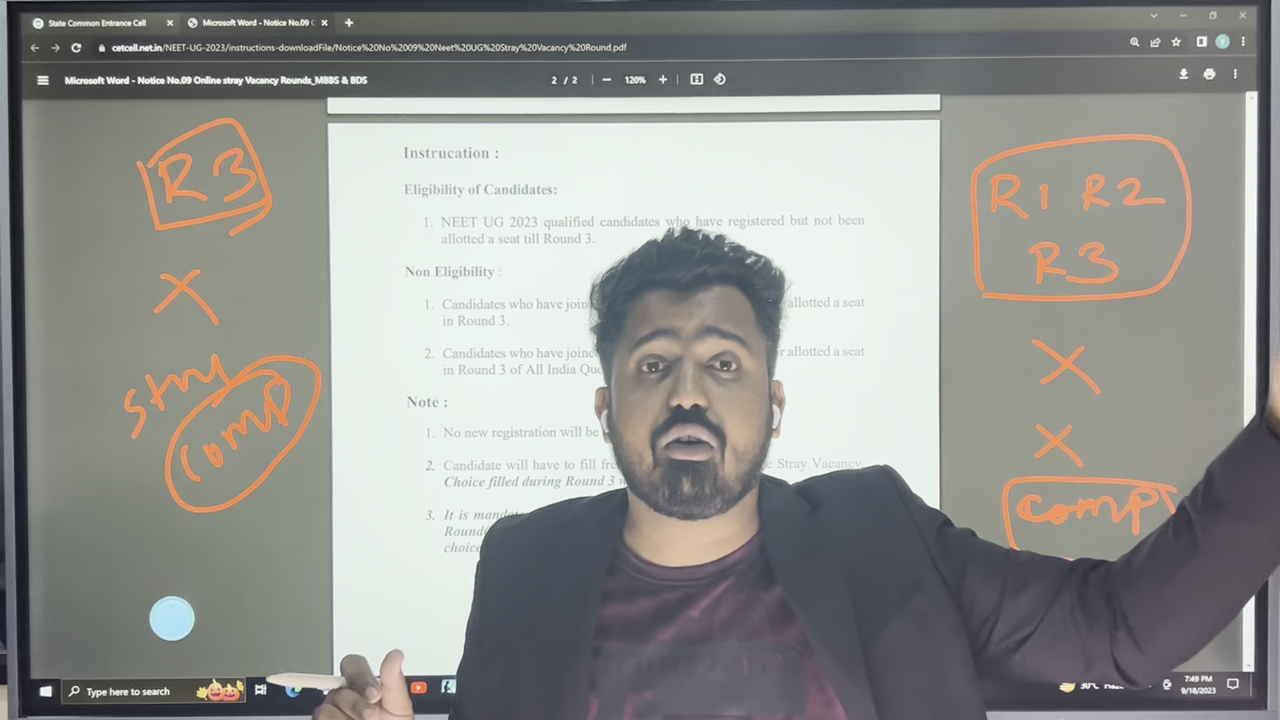 State Common Entrance Cell
Microsoft Word - Notice No.09
cetcell.net.in/NEET-UG-2023/instructions-downloadFile/Notice%20No%2009%20Neet%20UG%20Stray%20Vacancy%20Round.pdf
Microsoft Word - Notice No.09 Online stray Vacancy Rounds_MBBS & BDS
2 / 2
120%
Instrucation :
Eligibility of Candidates:
1. NEET UG 2023 qualified candidates who have registered but not been
allotted a seat till Round 3.
Non Eligibility :
1. Candidates who have join allotted a seat
in Round 3.
2. Candidates who have joine allotted a seat
in Round 3 of All India Quo
Note :
1. No new registration will be
2. Candidate will have to fill fre Stray Vacancy.
Choice filled during Round 3
3. It is mand
Round
choice
R3
X
Stray
comp
R1 R2
R3
X
X
comp
Type here to search
30°C
7:49 PM
9/18/2023